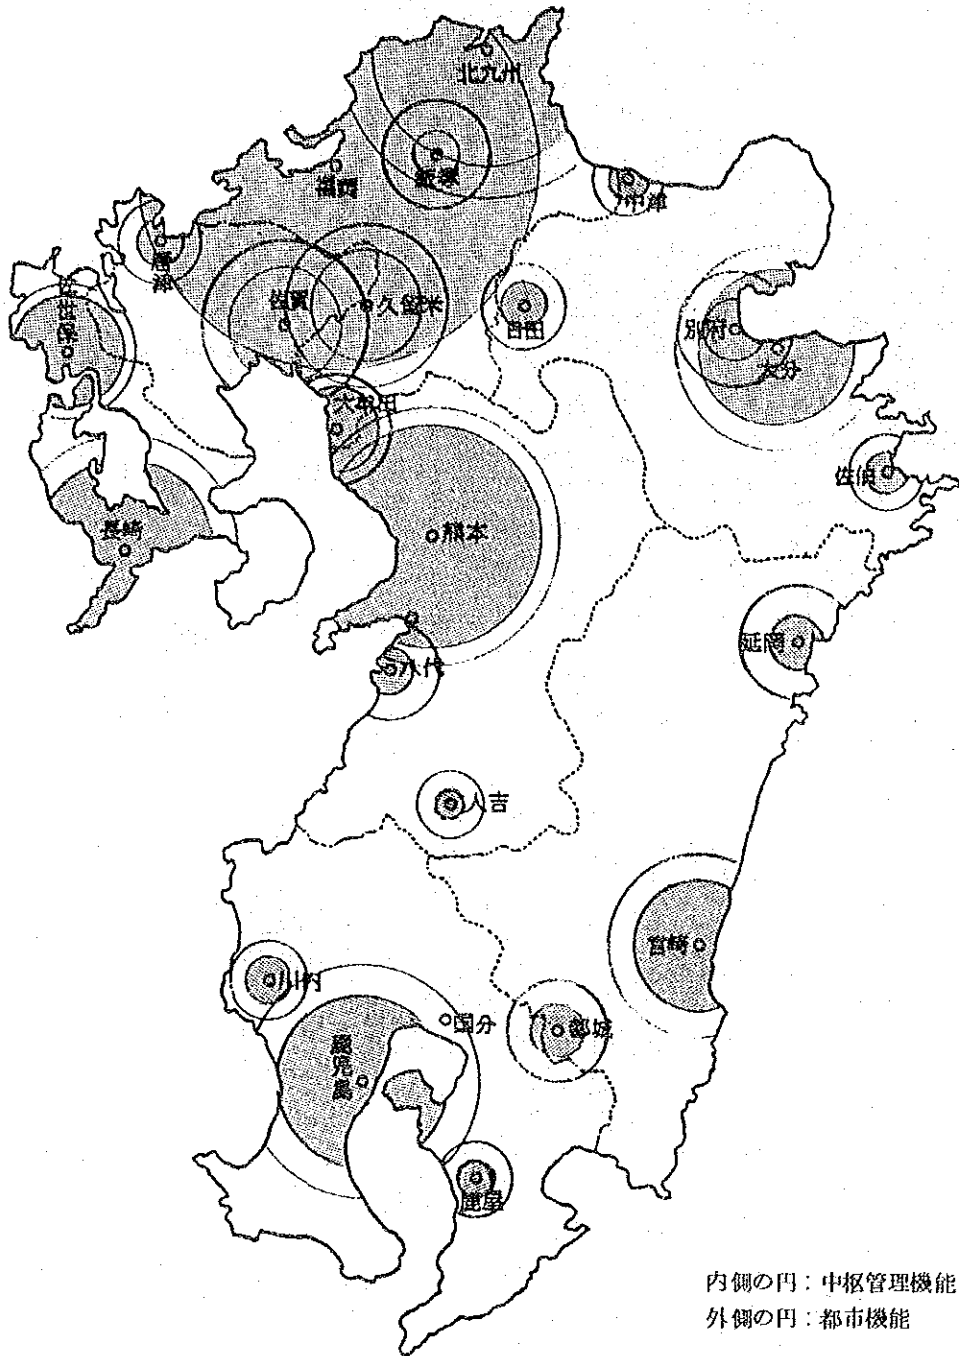 北九州
飯塚
福岡
中津
唐津
佐世保
佐賀
久留米
日田
別府
大分
大牟田
佐伯
長崎
熊本
延岡
八代
人吉
宮崎
川内
国分
都城
鹿児島
鹿屋
内側の円：中枢管理機能
外側の円：都市機能